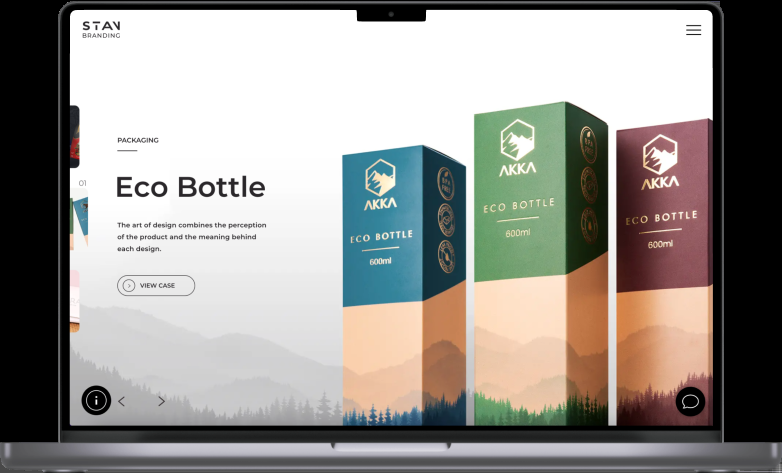 STAV
BRANDING
PACKAGING
01
Eco Bottle
The art of design combines the perception
of the product and the meaning behind
each design.
VIEW CASE
AKKA
ECO BOTTLE
600ml
AKKA
ECO BOTTLE
600ml
AKKA
ECO BOTTLE
600ml